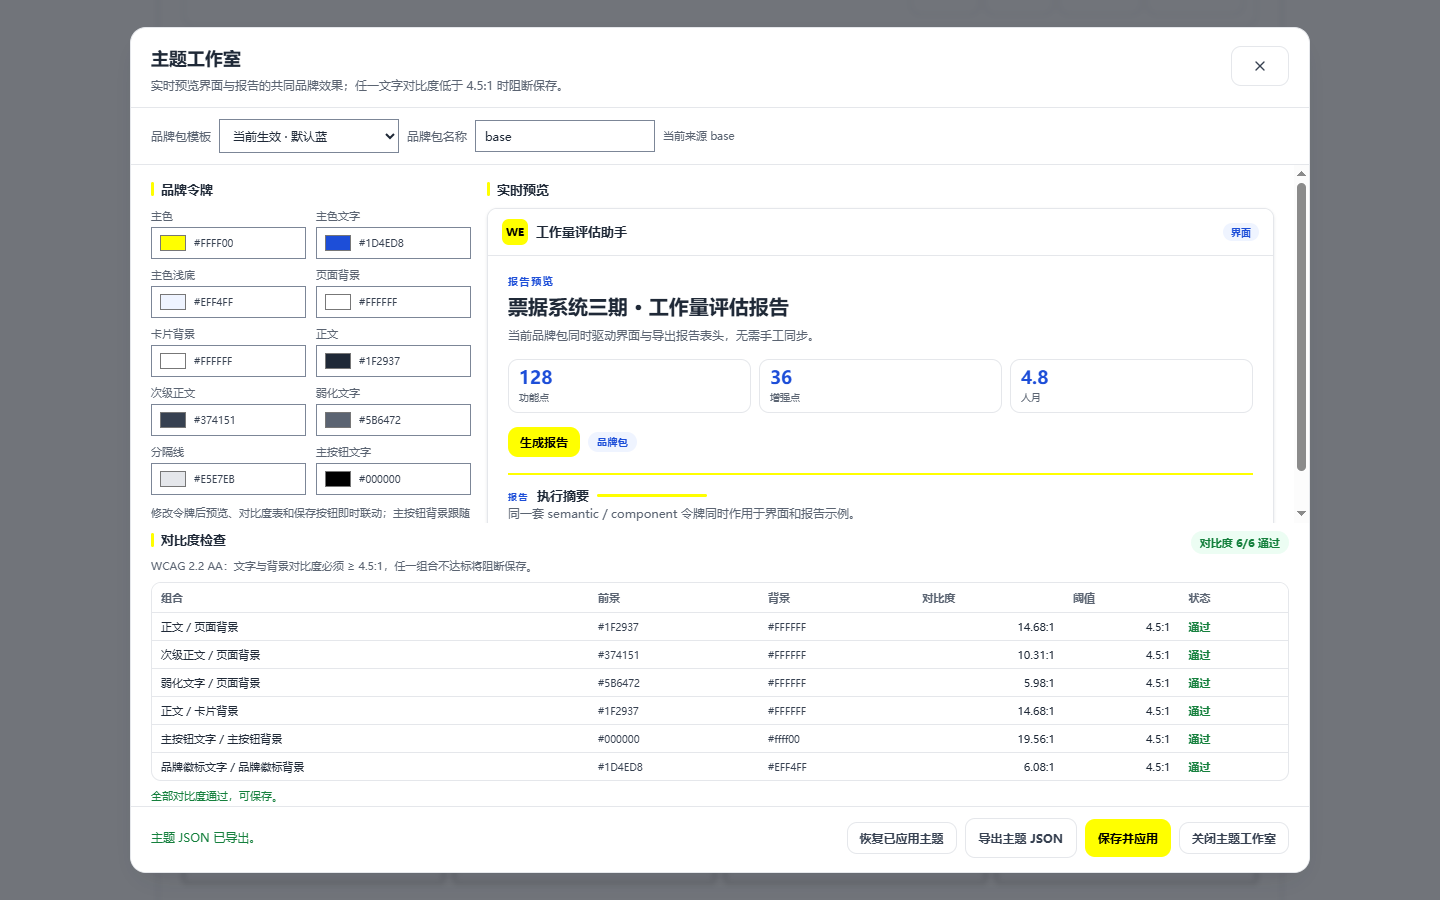 主题工作室
实时预览界面与报告的共同品牌效果；任一文字对比度低于 4.5:1 时阻断保存。
×
品牌包模板 当前生效 · 默认蓝 品牌包名称 base 当前来源 base
品牌令牌
主色 主色文字
#FFFF00 #1D4ED8
主色浅底 页面背景
#EFF4FF #FFFFFF
卡片背景 正文
#FFFFFF #1F2937
次级正文 弱化文字
#374151 #5B6472
分隔线 主按钮文字
#E5E7EB #000000
修改令牌后预览、对比度表和保存按钮即时联动；主按钮背景跟随
实时预览
WE 工作量评估助手 界面
报告预览
票据系统三期 · 工作量评估报告
当前品牌包同时驱动界面与导出报告表头，无需手工同步。
128 36 4.8
功能点 增强点 人月
生成报告 品牌包
报告 执行摘要
同一套 semantic / component 令牌同时作用于界面和报告示例。
对比度检查 对比度 6/6 通过
WCAG 2.2 AA：文字与背景对比度必须 ≥ 4.5:1，任一组合不达标将阻断保存。
组合 前景 背景 对比度 阈值 状态
正文 / 页面背景 #1F2937 #FFFFFF 14.68:1 4.5:1 通过
次级正文 / 页面背景 #374151 #FFFFFF 10.31:1 4.5:1 通过
弱化文字 / 页面背景 #5B6472 #FFFFFF 5.98:1 4.5:1 通过
正文 / 卡片背景 #1F2937 #FFFFFF 14.68:1 4.5:1 通过
主按钮文字 / 主按钮背景 #000000 #ffff00 19.56:1 4.5:1 通过
品牌徽标文字 / 品牌徽标背景 #1D4ED8 #EFF4FF 6.08:1 4.5:1 通过
全部对比度通过，可保存。
主题 JSON 已导出。 恢复已应用主题 导出主题 JSON 保存并应用 关闭主题工作室